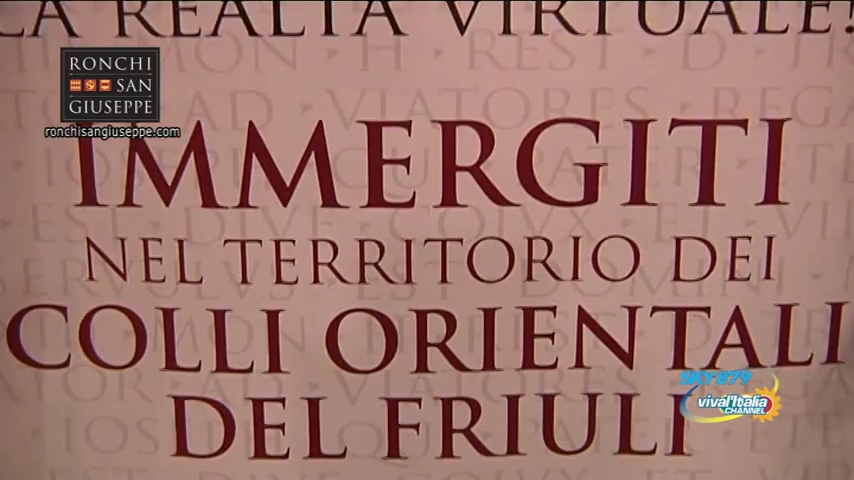 LA REALTÀ VIRTUALE!
RONCHI
SAN
GIUSEPPE
ronchisangiuseppe.com
IMMERGITI
NEL TERRITORIO DEI
COLLI ORIENTALI
DEL FRIULI
SKY 879
viva l'Italia
CHANNEL